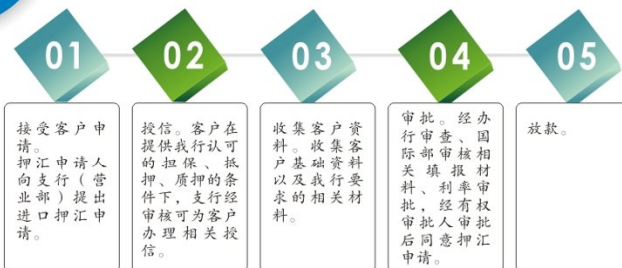 01
接受客户申
请。
押汇申请人
向支行（营
业部）提出
进口押汇申
请。
02
授信。客户在
提供我行认可
的担保、抵
押、质押的条
件下，支行经
审核可为客户
办理相关授
信。
03
收集客户资
料。收集客
户基础资料
以及我行要
求的相关材
料。
04
审批。经办
行审查、国
际部审核相
关填报材
料、利率审
批，经有权
审批人审批
后同意押汇
申请。
05
放款。